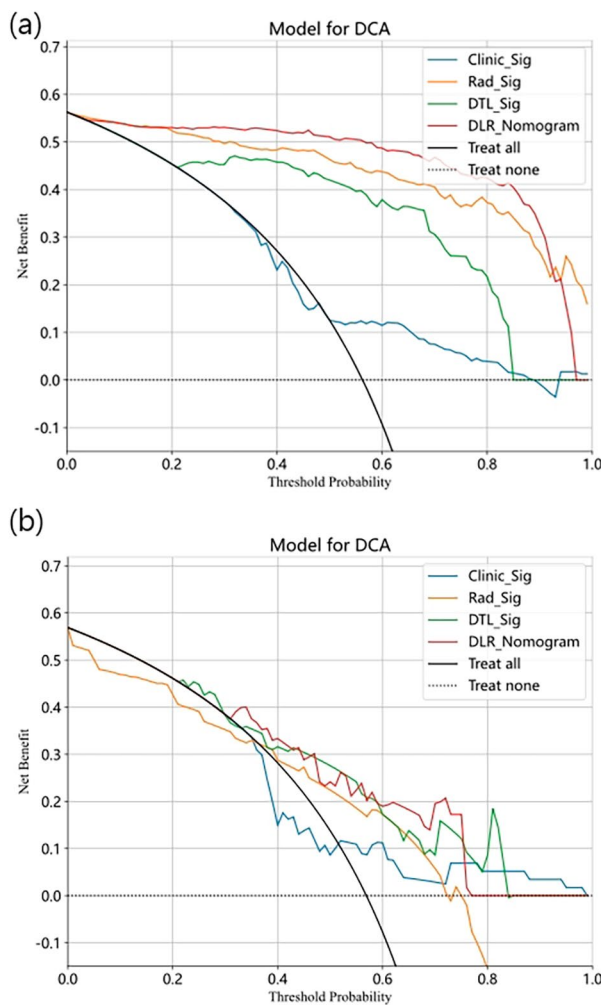 (a)
Model for DCA
0.7
0.6
0.5
0.4
0.3
0.2
0.1
0.0
-0.1
Net Benefit
Clinic_Sig
Rad_Sig
DTL_Sig
DLR_Nomogram
Treat all
Treat none
0.0 0.2 0.4 0.6 0.8 1.0
Threshold Probability
(b)
Model for DCA
0.7
0.6
0.5
0.4
0.3
0.2
0.1
0.0
-0.1
Net Benefit
Clinic_Sig
Rad_Sig
DTL_Sig
DLR_Nomogram
Treat all
Treat none
0.0 0.2 0.4 0.6 0.8 1.0
Threshold Probability